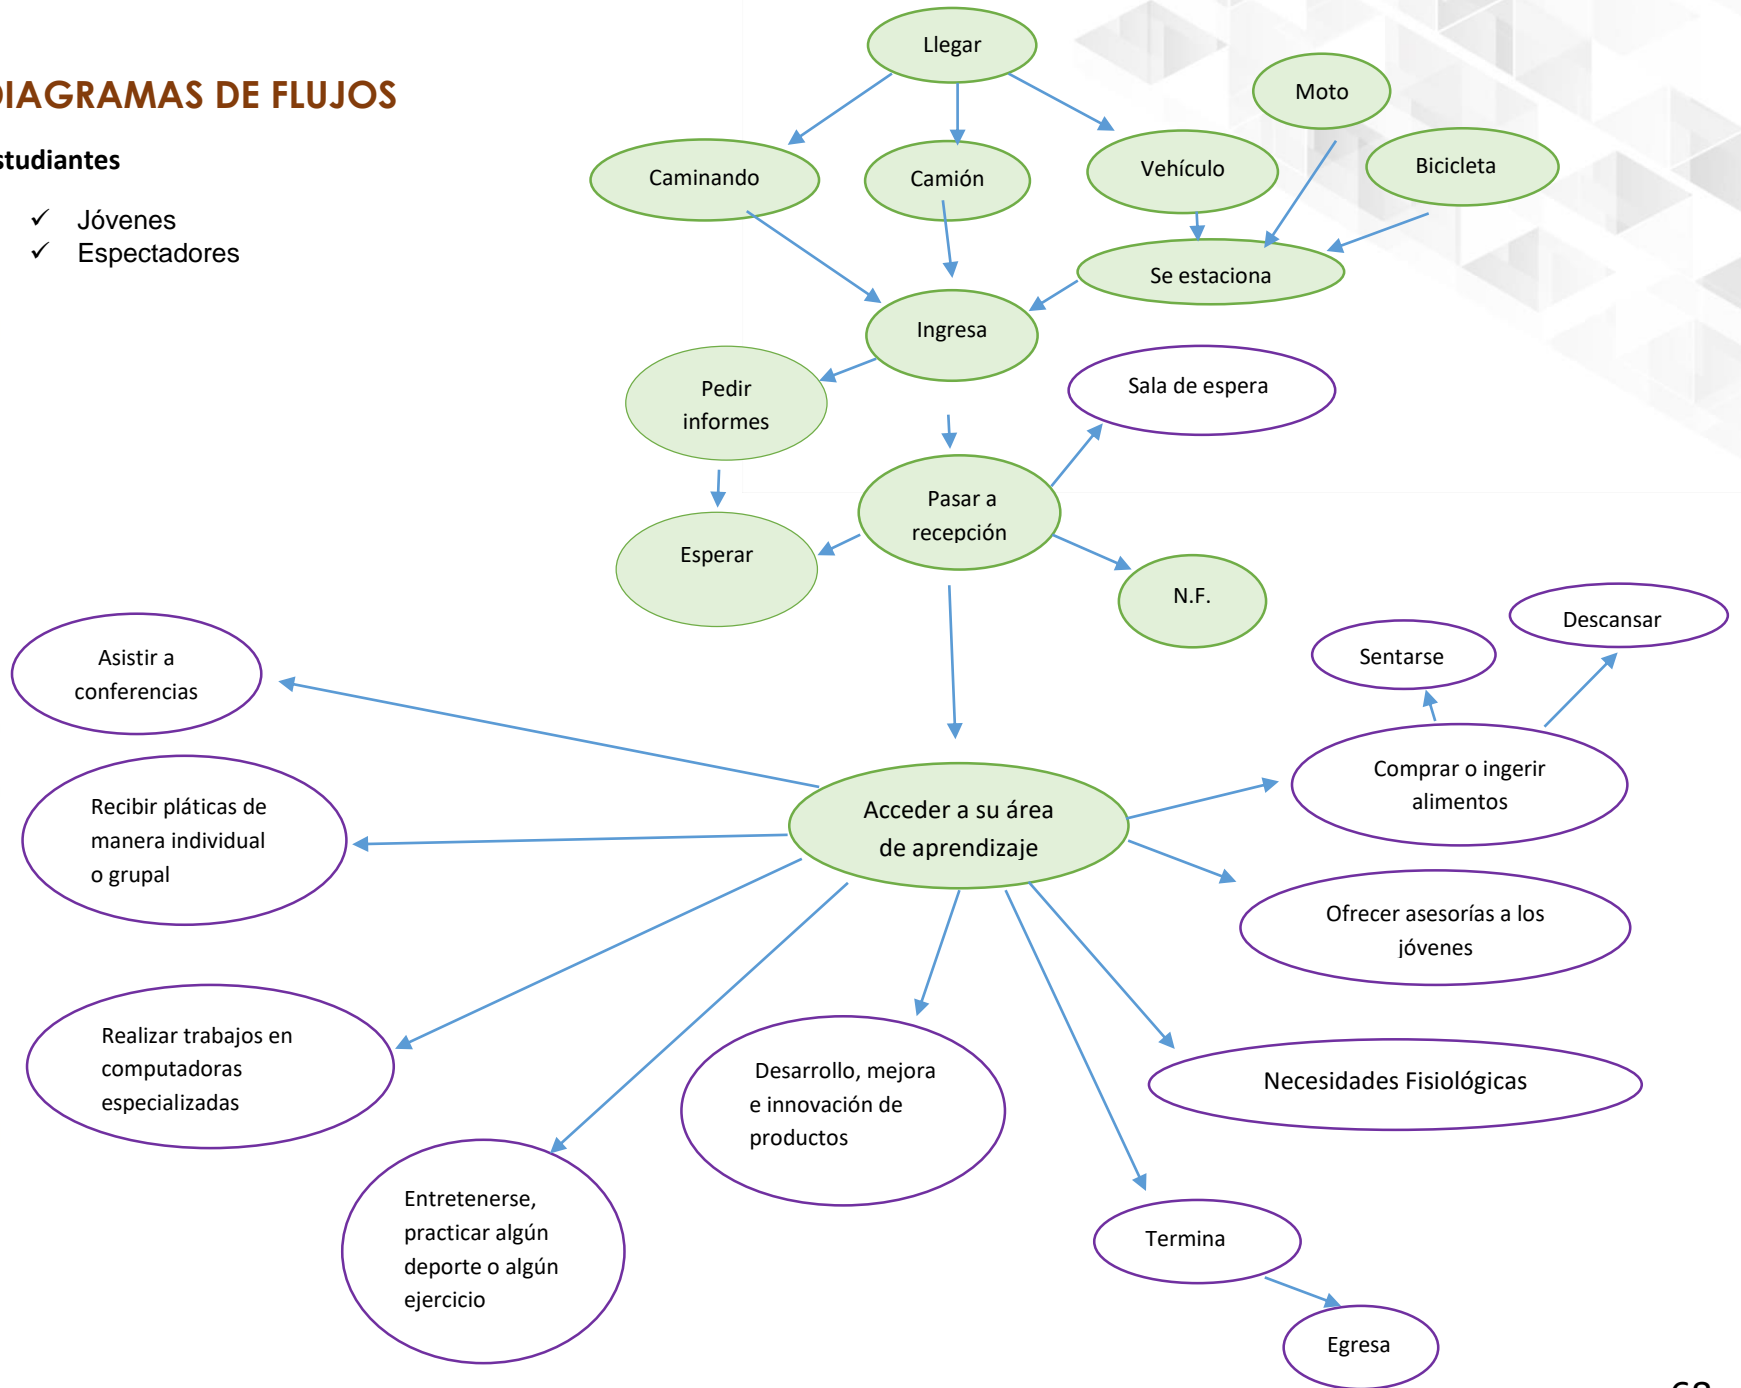 DIAGRAMAS DE FLUJOS
studiantes
✓ Jóvenes
✓ Espectadores
Llegar
Moto
Caminando
Camión
Vehículo
Bicicleta
Se estaciona
Ingresa
Pedir
informes
Sala de espera
Pasar a
recepción
Esperar
N.F.
Descansar
Sentarse
Asistir a
conferencias
Comprar o ingerir
alimentos
Recibir pláticas de
manera individual
o grupal
Acceder a su área
de aprendizaje
Ofrecer asesorías a los
jóvenes
Realizar trabajos en
computadoras
especializadas
Desarrollo, mejora
e innovación de
productos
Necesidades Fisiológicas
Entretenerse,
practicar algún
deporte o algún
ejercicio
Termina
Egresa
68